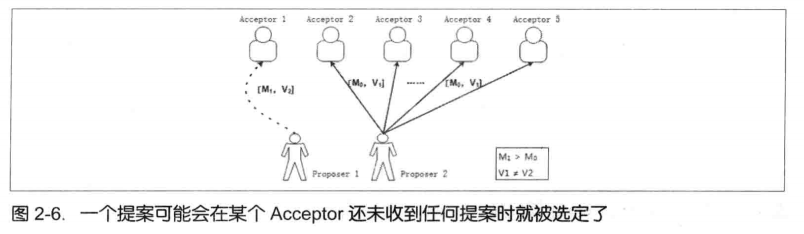 Acceptor 1 Acceptor 2 Acceptor 3 Acceptor 4 Acceptor 5
[M₁, V₂] [M₀, V₁] ...... [M₀, V₁]
Proposer 1 Proposer 2
M₁ > M₀
V1 ≠ V2
图 2-6. 一个提案可能会在某个 Acceptor 还未收到任何提案时就被选定了